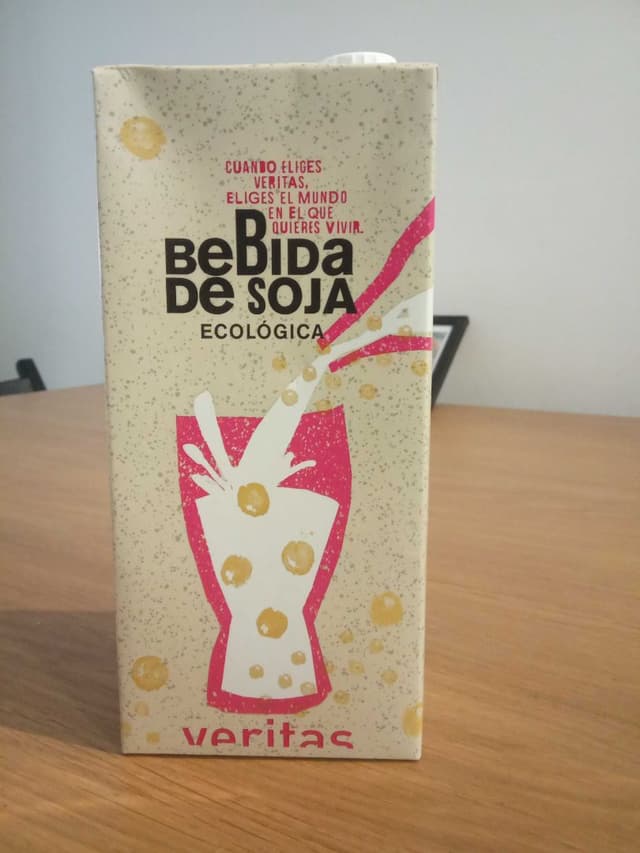 CUANDO ELIGES
VERITAS,
ELIGES EL MUNDO
EN EL QUE
QUIERES VIVIR.
BeBIDa
De SOJA
ECOLÓGICA
veritas